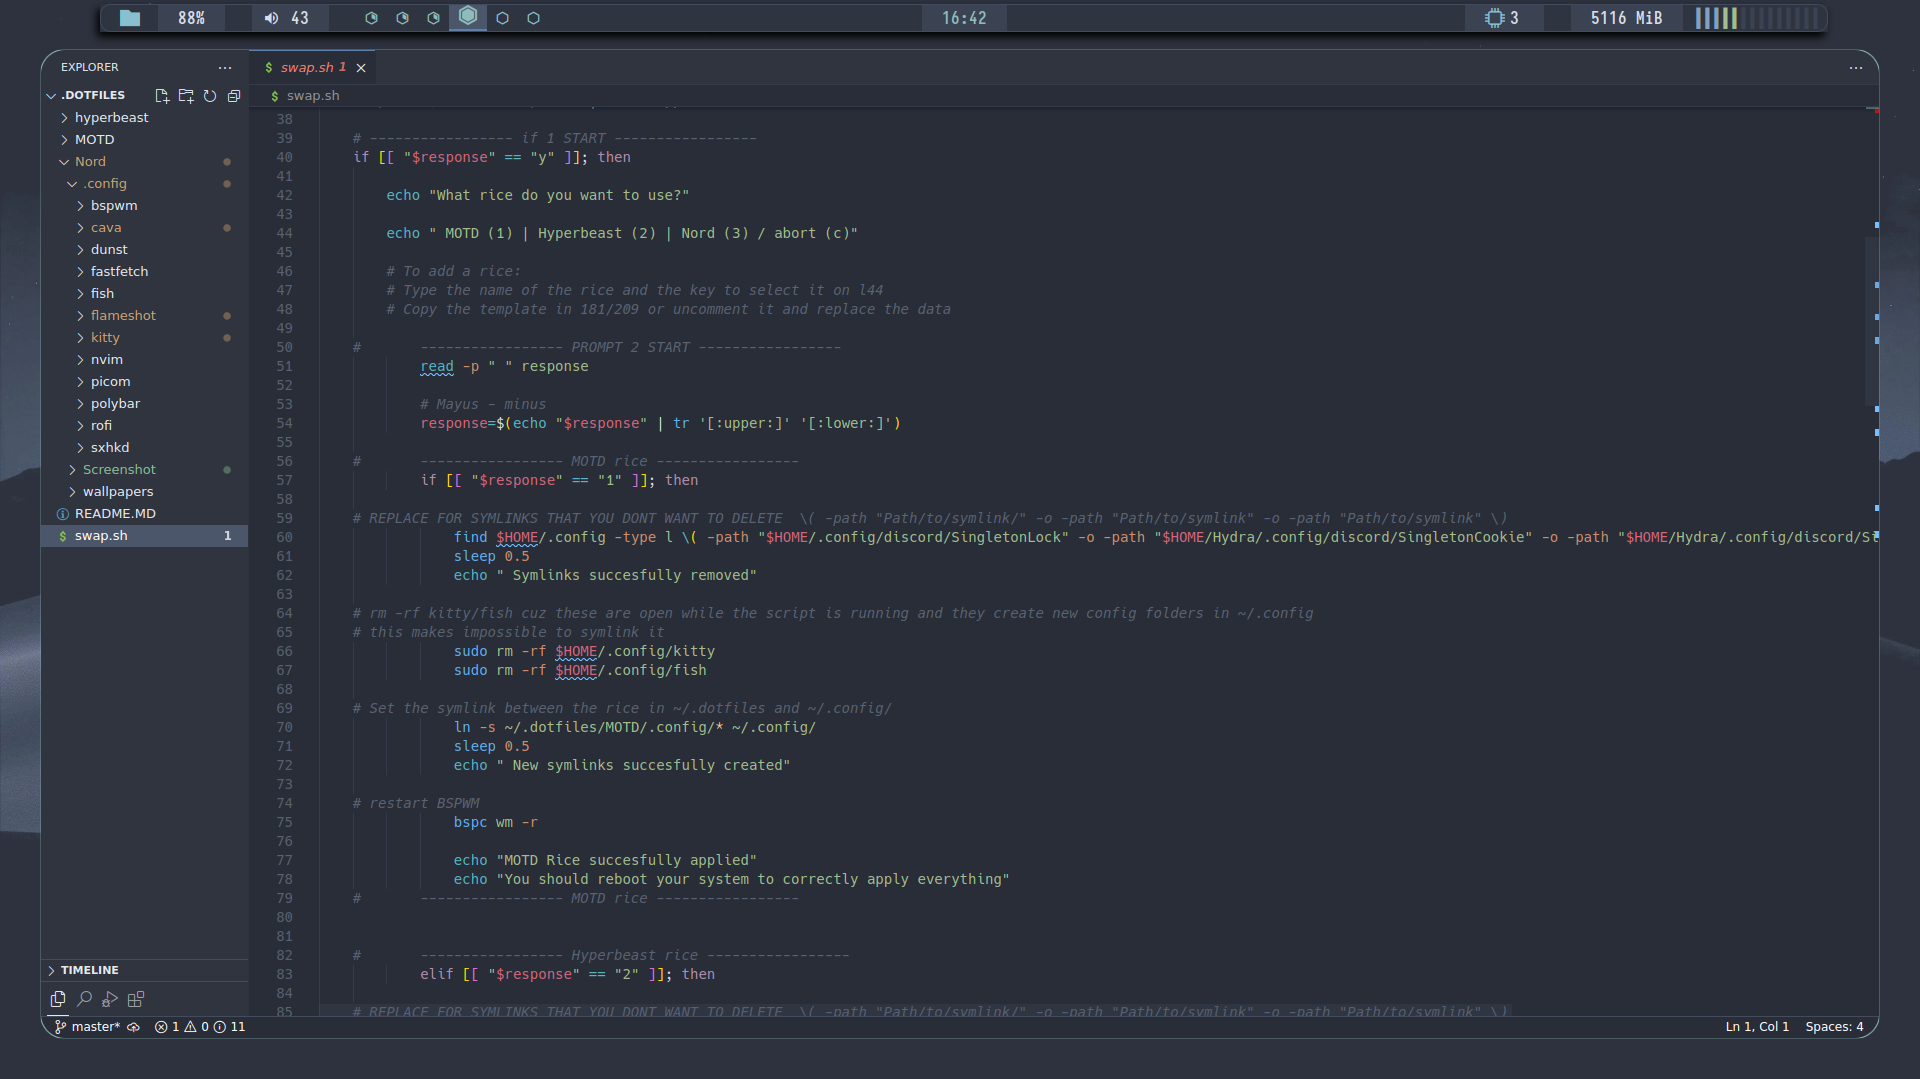 88%
43
16:42
3
5116 MiB
EXPLORER
...
.DOTFILES
hyperbeast
MOTD
Nord
.config
bspwm
cava
dunst
fastfetch
fish
flameshot
kitty
nvim
picom
polybar
rofi
sxhkd
Screenshot
wallpapers
README.MD
$ swap.sh 1
TIMELINE
$ swap.sh 1
...
$ swap.sh
38
39 # ----------------- if 1 START -----------------
40 if [[ "$response" == "y" ]]; then
41
42 echo "What rice do you want to use?"
43
44 echo " MOTD (1) | Hyperbeast (2) | Nord (3) / abort (c)"
45
46 # To add a rice:
47 # Type the name of the rice and the key to select it on l44
48 # Copy the template in 181/209 or uncomment it and replace the data
49
50 # ----------------- PROMPT 2 START -----------------
51 read -p " " response
52
53 # Mayus - minus
54 response=$(echo "$response" | tr '[:upper:]' '[:lower:]')
55
56 # ----------------- MOTD rice -----------------
57 if [[ "$response" == "1" ]]; then
58
59 # REPLACE FOR SYMLINKS THAT YOU DONT WANT TO DELETE \( -path "Path/to/symlink/" -o -path "Path/to/symlink" -o -path "Path/to/symlink" \)
60 find $HOME/.config -type l \( -path "$HOME/.config/discord/SingletonLock" -o -path "$HOME/Hydra/.config/discord/SingletonCookie" -o -path "$HOME/Hydra/.config/discord/S
61 sleep 0.5
62 echo " Symlinks succesfully removed"
63
64 # rm -rf kitty/fish cuz these are open while the script is running and they create new config folders in ~/.config
65 # this makes impossible to symlink it
66 sudo rm -rf $HOME/.config/kitty
67 sudo rm -rf $HOME/.config/fish
68
69 # Set the symlink between the rice in ~/.dotfiles and ~/.config/
70 ln -s ~/.dotfiles/MOTD/.config/* ~/.config/
71 sleep 0.5
72 echo " New symlinks succesfully created"
73
74 # restart BSPWM
75 bspc wm -r
76
77 echo "MOTD Rice succesfully applied"
78 echo "You should reboot your system to correctly apply everything"
79 # ----------------- MOTD rice -----------------
80
81
82 # ----------------- Hyperbeast rice -----------------
83 elif [[ "$response" == "2" ]]; then
84
85 # REPLACE FOR SYMLINKS THAT YOU DONT WANT TO DELETE \( -path "Path/to/symlink/" -o -path "Path/to/symlink" -o -path "Path/to/symlink" \)
master* 1 0 11
Ln 1, Col 1 Spaces: 4